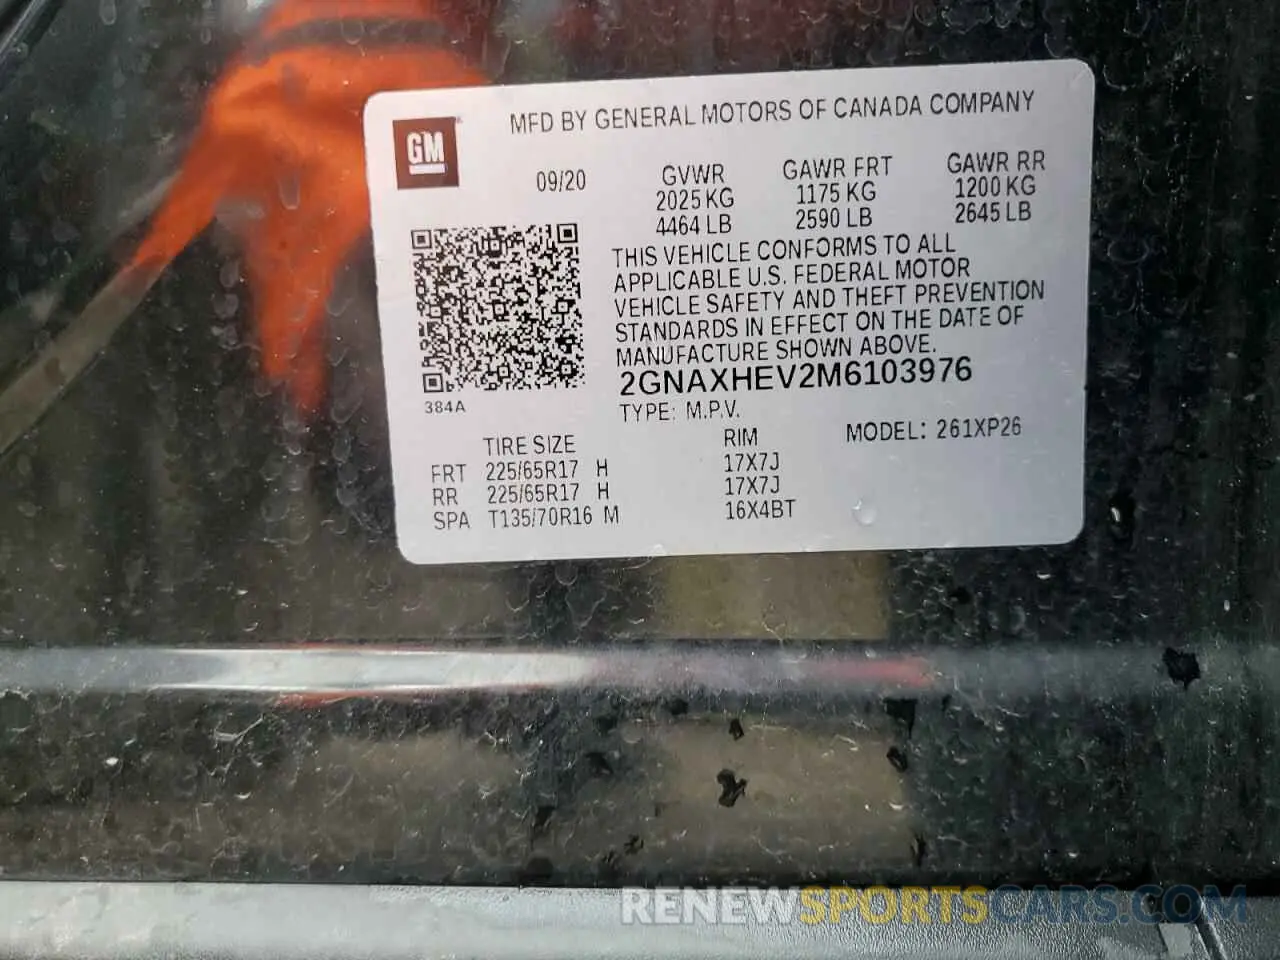 GM
MFD BY GENERAL MOTORS OF CANADA COMPANY
09/20
GVWR GAWR FRT GAWR RR
2025 KG 1175 KG 1200 KG
4464 LB 2590 LB 2645 LB
THIS VEHICLE CONFORMS TO ALL
APPLICABLE U.S. FEDERAL MOTOR
VEHICLE SAFETY AND THEFT PREVENTION
STANDARDS IN EFFECT ON THE DATE OF
MANUFACTURE SHOWN ABOVE.
2GNAXHEV2M6103976
384A
TYPE: M.P.V.
MODEL: 261XP26
TIRE SIZE RIM
FRT 225/65R17 H 17X7J
RR 225/65R17 H 17X7J
SPA T135/70R16 M 16X4BT
RENEWSPORTSCARS.COM